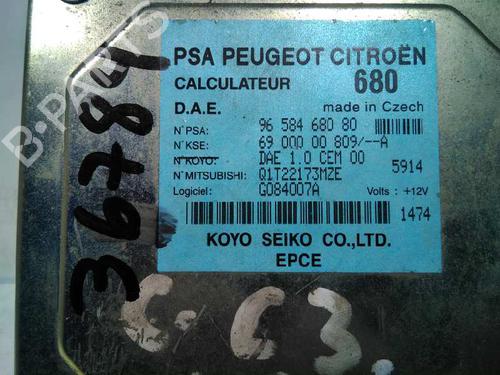 PSA PEUGEOT CITROËN
CALCULATEUR 680
D.A.E. made in Czech
N°PSA: 96 584 680 80
N°KSE: 69 000 00 809/--A
N°KOYO: DAE 1.0 CEM 00
N°MITSUBISHI: Q1T22173MZE 5914
Logiciel: G084007A Volts: +12V
1474
KOYO SEIKO CO.,LTD.
EPCE
39784
C-C3.
B-PARTS